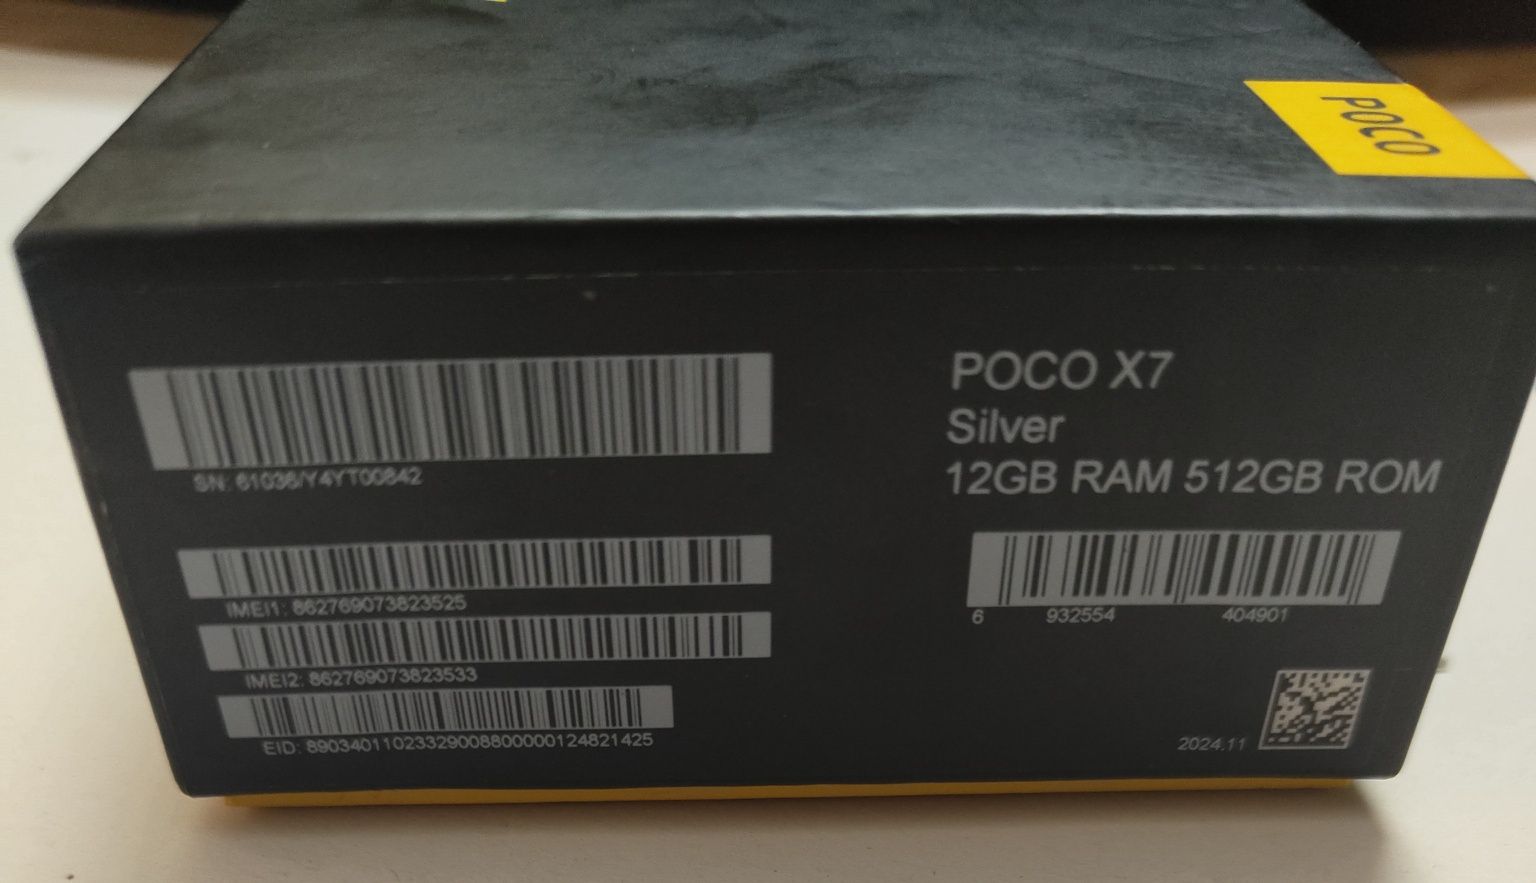 POCO
POCO X7
Silver
12GB RAM 512GB ROM
6 932554 404901
2024.11
SN: 61036/Y4YT00842
IMEI1: 862769073823525
IMEI2: 862769073823533
EID: 89034011023329008800000124821425